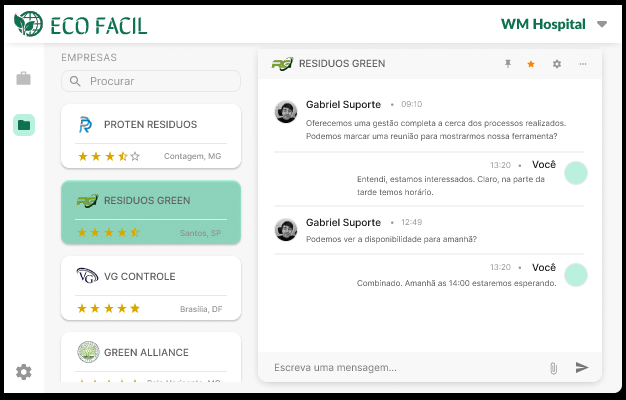 ECO FACIL
WM Hospital
EMPRESAS
Procurar
PROTEN RESIDUOS
Contagem, MG
RESIDUOS GREEN
Santos, SP
VG CONTROLE
Brasília, DF
GREEN ALLIANCE
RESIDUOS GREEN
Gabriel Suporte • 09:10
Oferecemos uma gestão completa a cerca dos processos realizados.
Podemos marcar uma reunião para mostrarmos nossa ferramenta?
13:20 • Você
Entendi, estamos interessados. Claro, na parte da
tarde temos horário.
Gabriel Suporte • 12:49
Podemos ver a disponibilidade para amanhã?
13:20 • Você
Combinado. Amanhã as 14:00 estaremos esperando.
Escreva uma mensagem...